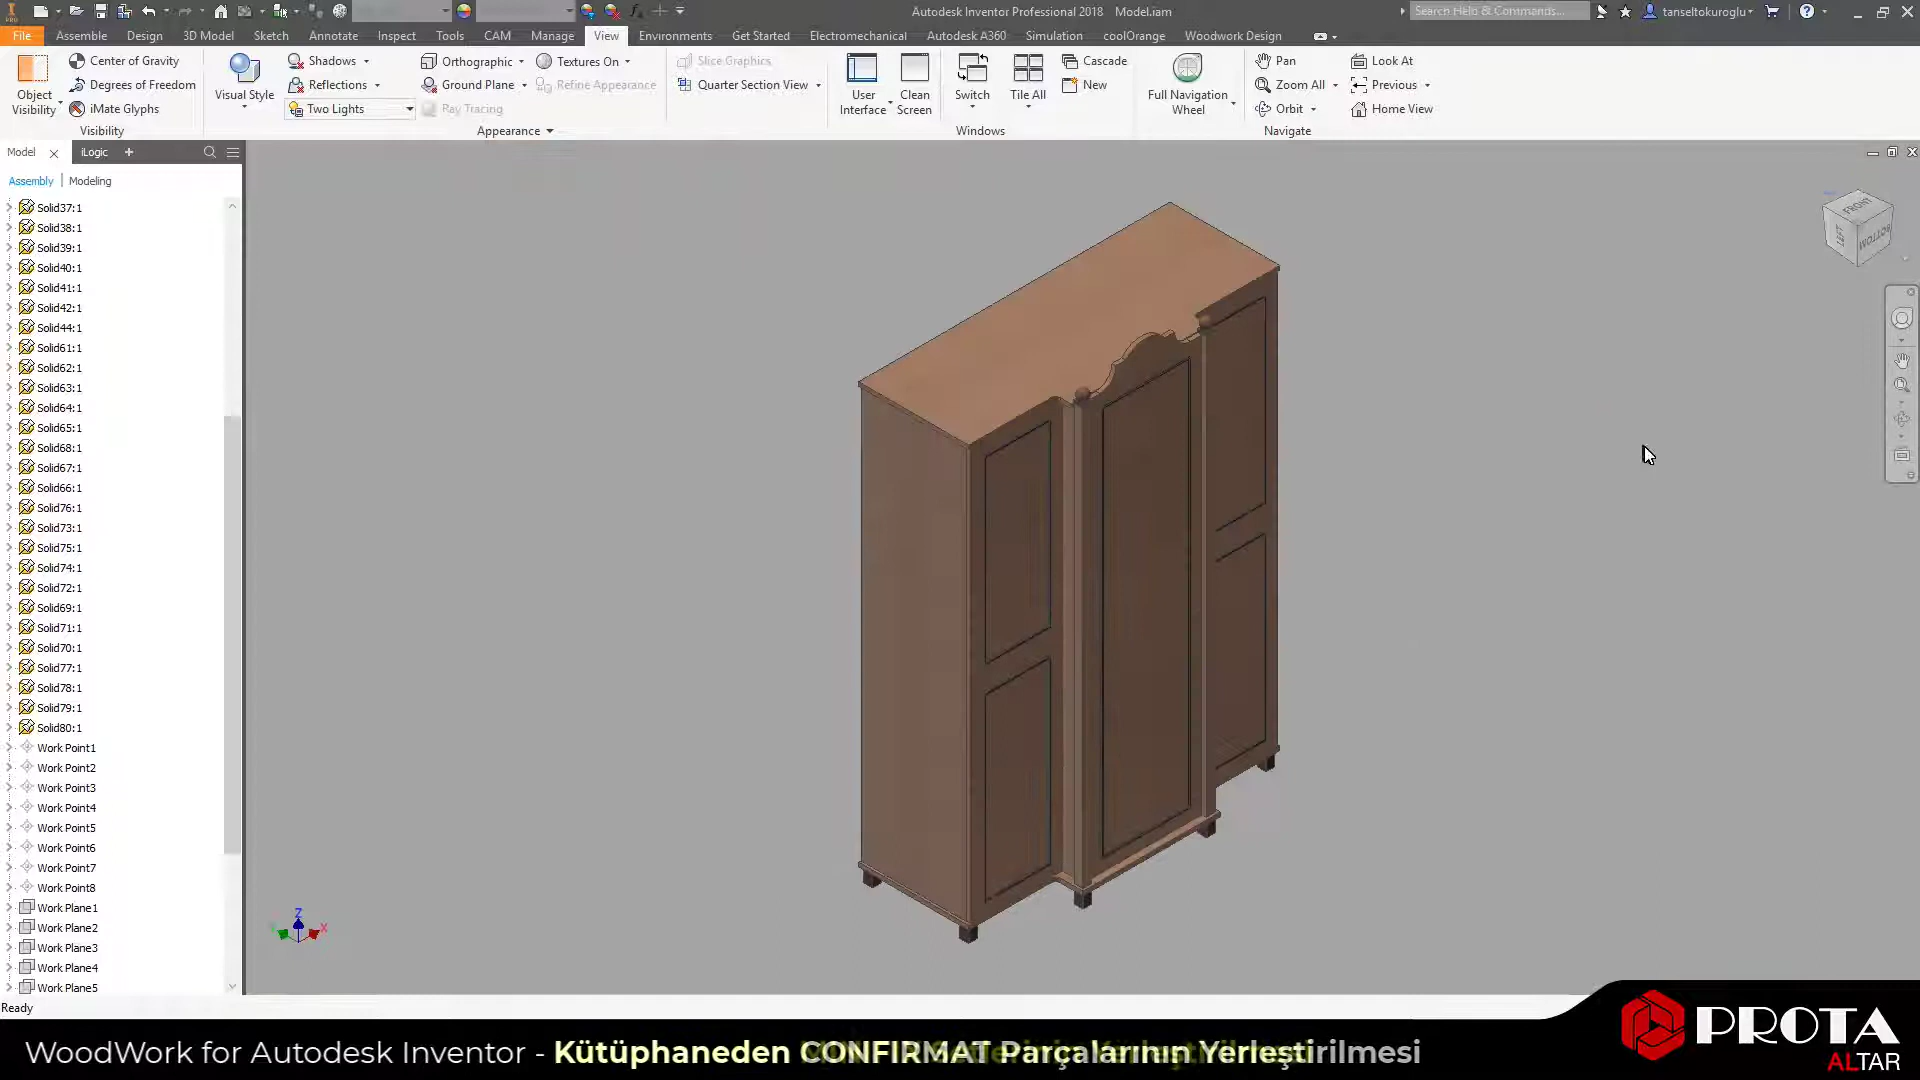 Autodesk Inventor Professional 2018 Model.iam
Search Help & Commands...
tanseltokuroglu
File Assemble Design 3D Model Sketch Annotate Inspect Tools CAM Manage View Environments Get Started Electromechanical Autodesk A360 Simulation coolOrange Woodwork Design
Object Visibility
Center of Gravity
Degrees of Freedom
iMate Glyphs
Visibility
Visual Style
Shadows
Reflections
Two Lights
Orthographic
Ground Plane
Ray Tracing
Textures On
Refine Appearance
Appearance
Slice Graphics
Quarter Section View
User Interface
Clean Screen
Switch
Tile All
Cascade
New
Windows
Full Navigation Wheel
Pan
Zoom All
Orbit
Look At
Previous
Home View
Navigate
Model
iLogic
Assembly | Modeling
Solid37:1
Solid38:1
Solid39:1
Solid40:1
Solid41:1
Solid42:1
Solid44:1
Solid61:1
Solid62:1
Solid63:1
Solid64:1
Solid65:1
Solid68:1
Solid67:1
Solid66:1
Solid76:1
Solid73:1
Solid75:1
Solid74:1
Solid72:1
Solid69:1
Solid71:1
Solid70:1
Solid77:1
Solid78:1
Solid79:1
Solid80:1
Work Point1
Work Point2
Work Point3
Work Point4
Work Point5
Work Point6
Work Point7
Work Point8
Work Plane1
Work Plane2
Work Plane3
Work Plane4
Work Plane5
FRONT
BOTTOM
Z
X
Ready
WoodWork for Autodesk Inventor - Kütüphaneden CONFIRMAT Parçalarının Yerleştirilmesi
PROTA
ALTAR